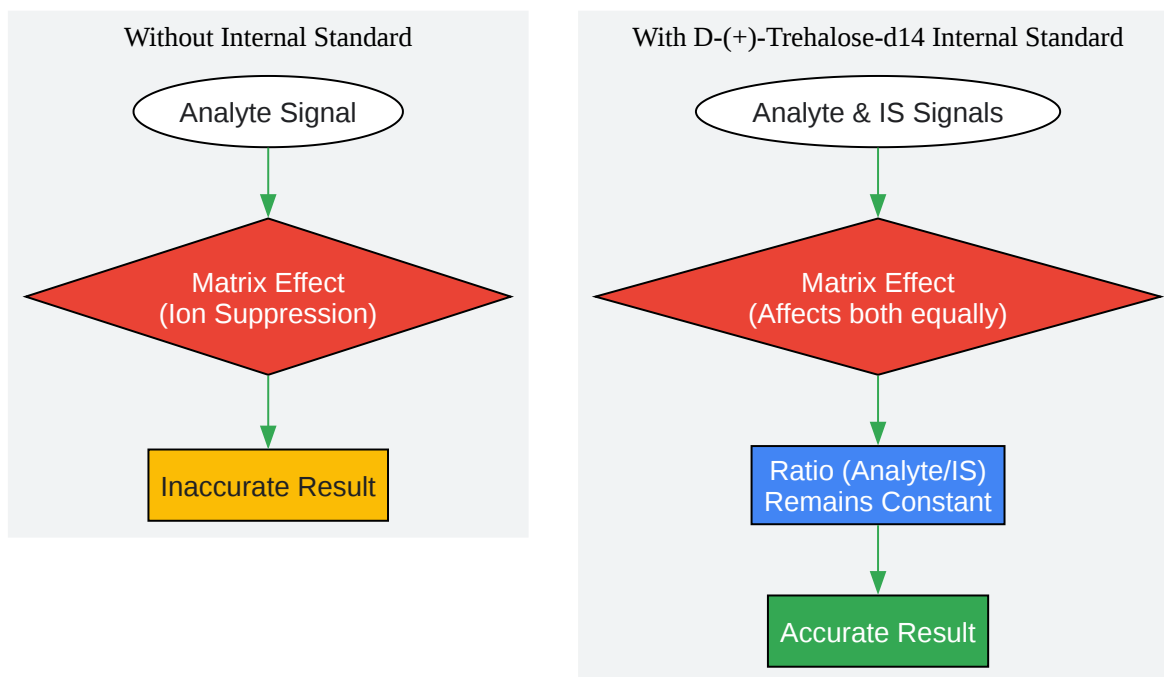 Without Internal Standard
Analyte Signal
Matrix Effect
(Ion Suppression)
Inaccurate Result
With D-(+)-Trehalose-d14 Internal Standard
Analyte & IS Signals
Matrix Effect
(Affects both equally)
Ratio (Analyte/IS)
Remains Constant
Accurate Result